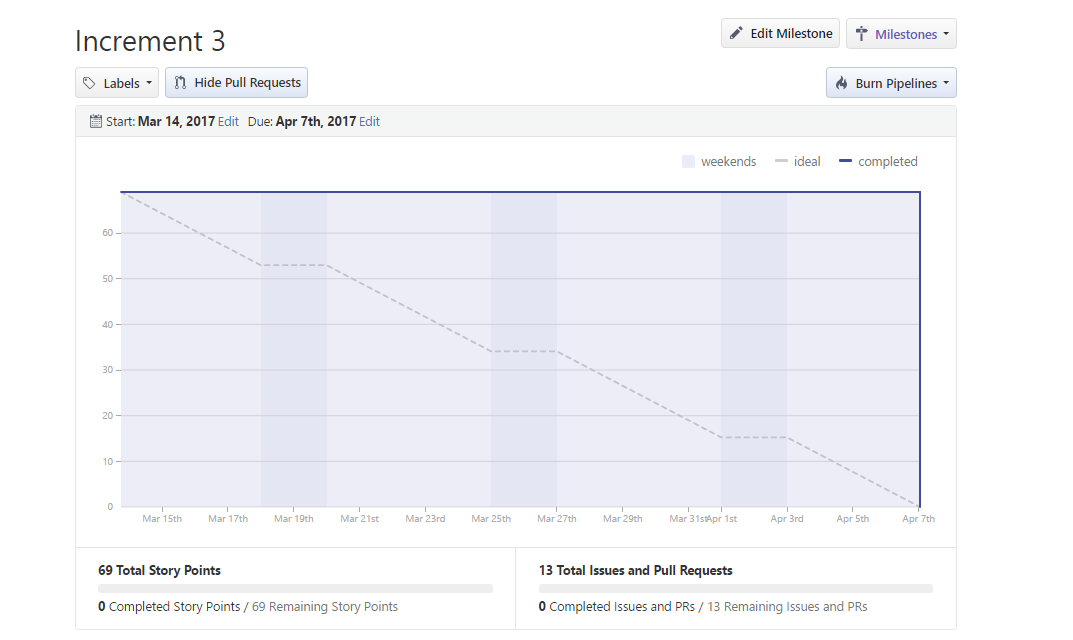 Increment 3
Edit Milestone
Milestones
Labels
Hide Pull Requests
Burn Pipelines
Start: Mar 14, 2017 Edit Due: Apr 7th, 2017 Edit
weekends ideal completed
60
50
40
30
20
10
0
Mar 15th Mar 17th Mar 19th Mar 21st Mar 23rd Mar 25th Mar 27th Mar 29th Mar 31st Apr 1st Apr 3rd Apr 5th Apr 7th
69 Total Story Points
0 Completed Story Points / 69 Remaining Story Points
13 Total Issues and Pull Requests
0 Completed Issues and PRs / 13 Remaining Issues and PRs